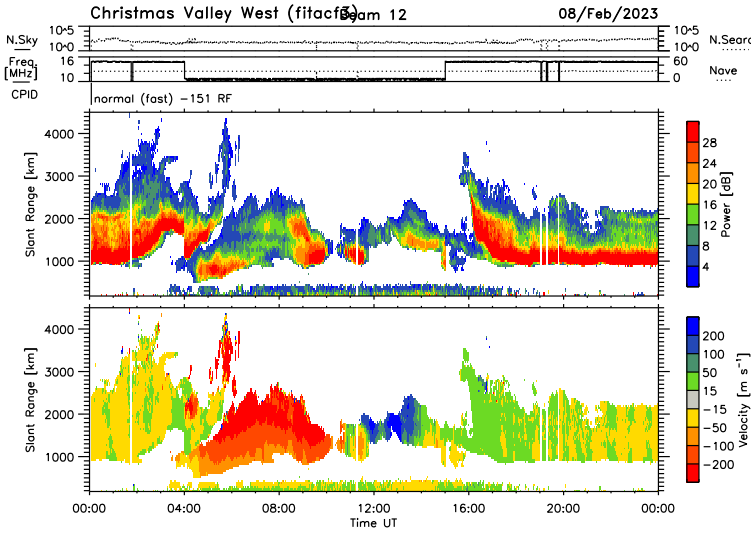 Christmas Valley West (fitacf3) Beam 12 08/Feb/2023
N.Sky 10^5 10^0 10^5 10^0 N.Sear
Freq. [MHz] 16 10 60 0 Nave
CPID normal (fast) -151 RF
Slant Range [km] 4000 3000 2000 1000
Power [dB] 28 24 20 16 12 8 4
Slant Range [km] 4000 3000 2000 1000
Velocity [m s⁻¹] 200 100 50 15 -15 -50 -100 -200
00:00 04:00 08:00 12:00 16:00 20:00 00:00
Time UT